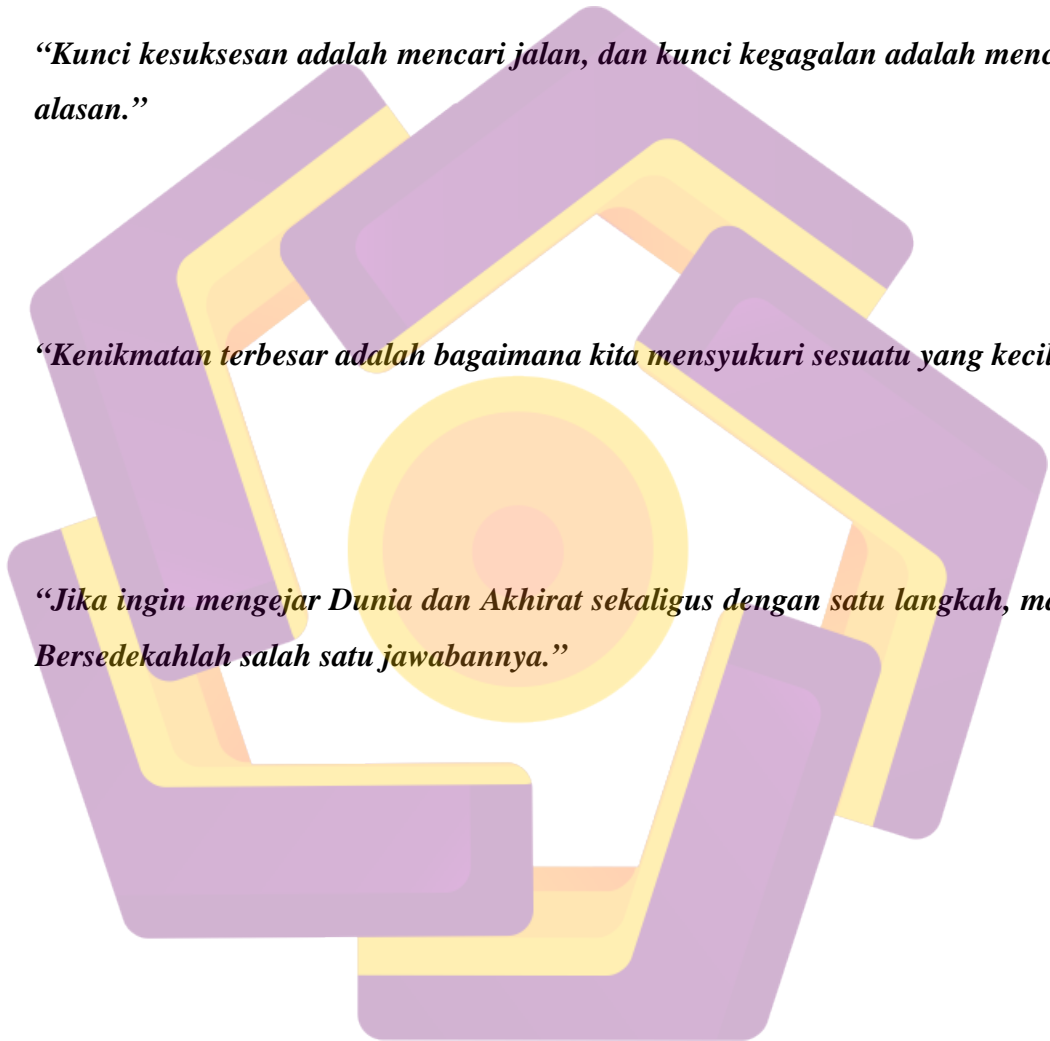 “Kunci kesuksesan adalah mencari jalan, dan kunci kegagalan adalah
alasan.”
“Kenikmatan terbesar adalah bagaimana kita mensyukuri sesuatu yang kecil
“Jika ingin mengejar Dunia dan Akhirat sekaligus dengan satu langkah,
Bersedekahlah salah satu jawabannya.”